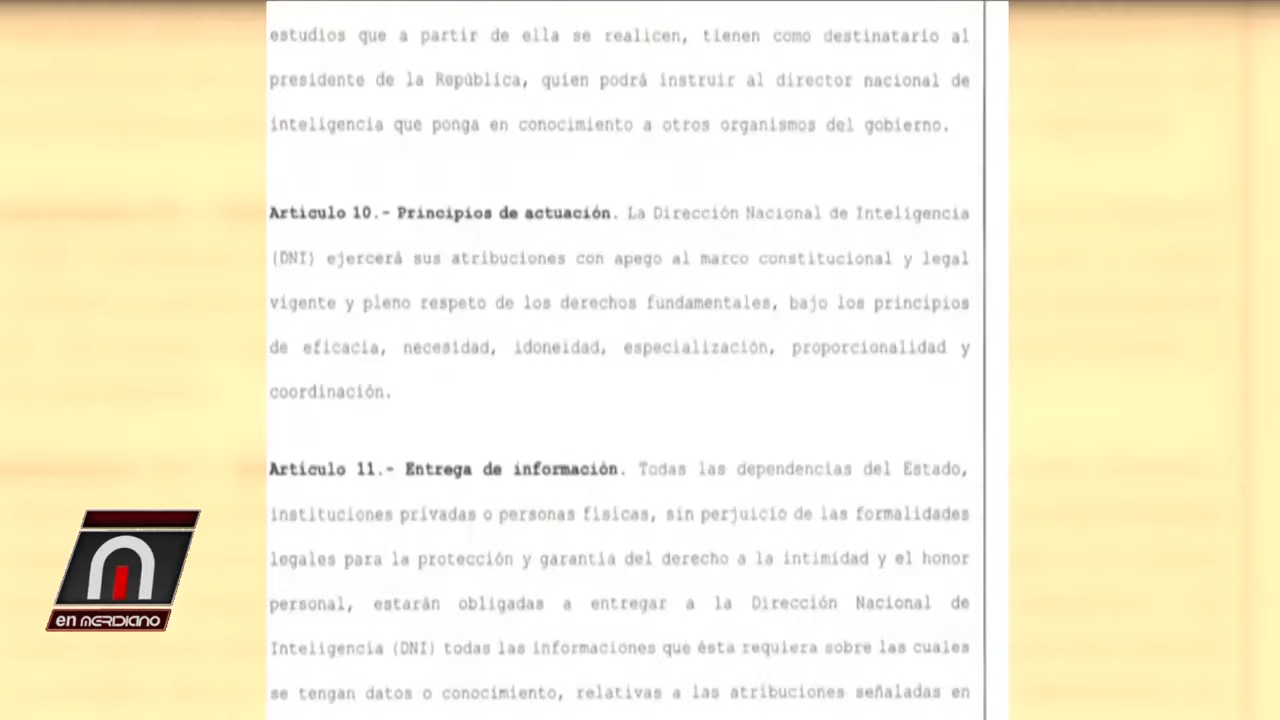 estudios que a partir de ella se realicen, tienen como destinatario al
presidente de la República, quien podrá instruir al director nacional de
inteligencia que ponga en conocimiento a otros organismos del gobierno.
Artículo 10.- Principios de actuación. La Dirección Nacional de Inteligencia
(DNI) ejercerá sus atribuciones con apego al marco constitucional y legal
vigente y pleno respeto de los derechos fundamentales, bajo los principios
de eficacia, necesidad, idoneidad, especialización, proporcionalidad y
coordinación.
Artículo 11.- Entrega de información. Todas las dependencias del Estado,
instituciones privadas o personas físicas, sin perjuicio de las formalidades
legales para la protección y garantía del derecho a la intimidad y el honor
personal, estarán obligadas a entregar a la Dirección Nacional de
Inteligencia (DNI) todas las informaciones que ésta requiera sobre las cuales
se tengan datos o conocimiento, relativas a las atribuciones señaladas en
en MERIDIANO